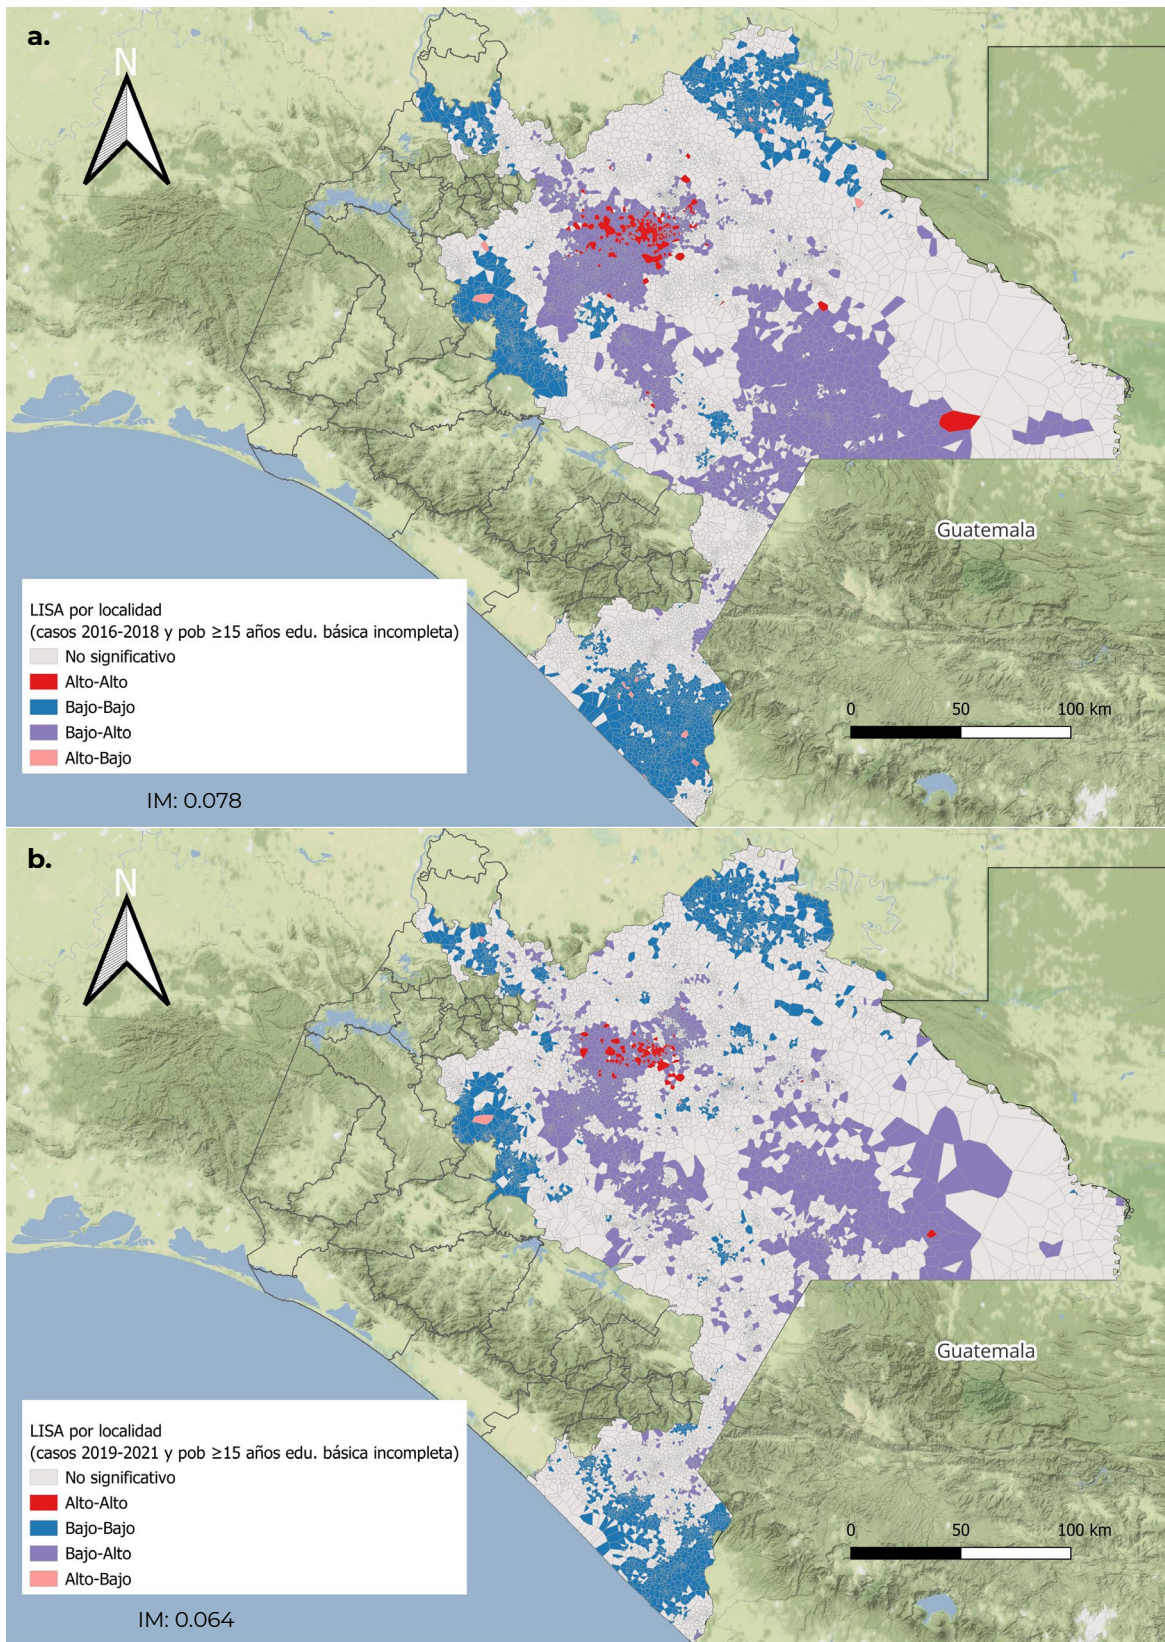 a.
N
Guatemala
LISA por localidad
(casos 2016-2018 y pob ≥15 años edu. básica incompleta)
No significativo
Alto-Alto
Bajo-Bajo
Bajo-Alto
Alto-Bajo
0 50 100 km
IM: 0.078
b.
N
Guatemala
LISA por localidad
(casos 2019-2021 y pob ≥15 años edu. básica incompleta)
No significativo
Alto-Alto
Bajo-Bajo
Bajo-Alto
Alto-Bajo
0 50 100 km
IM: 0.064